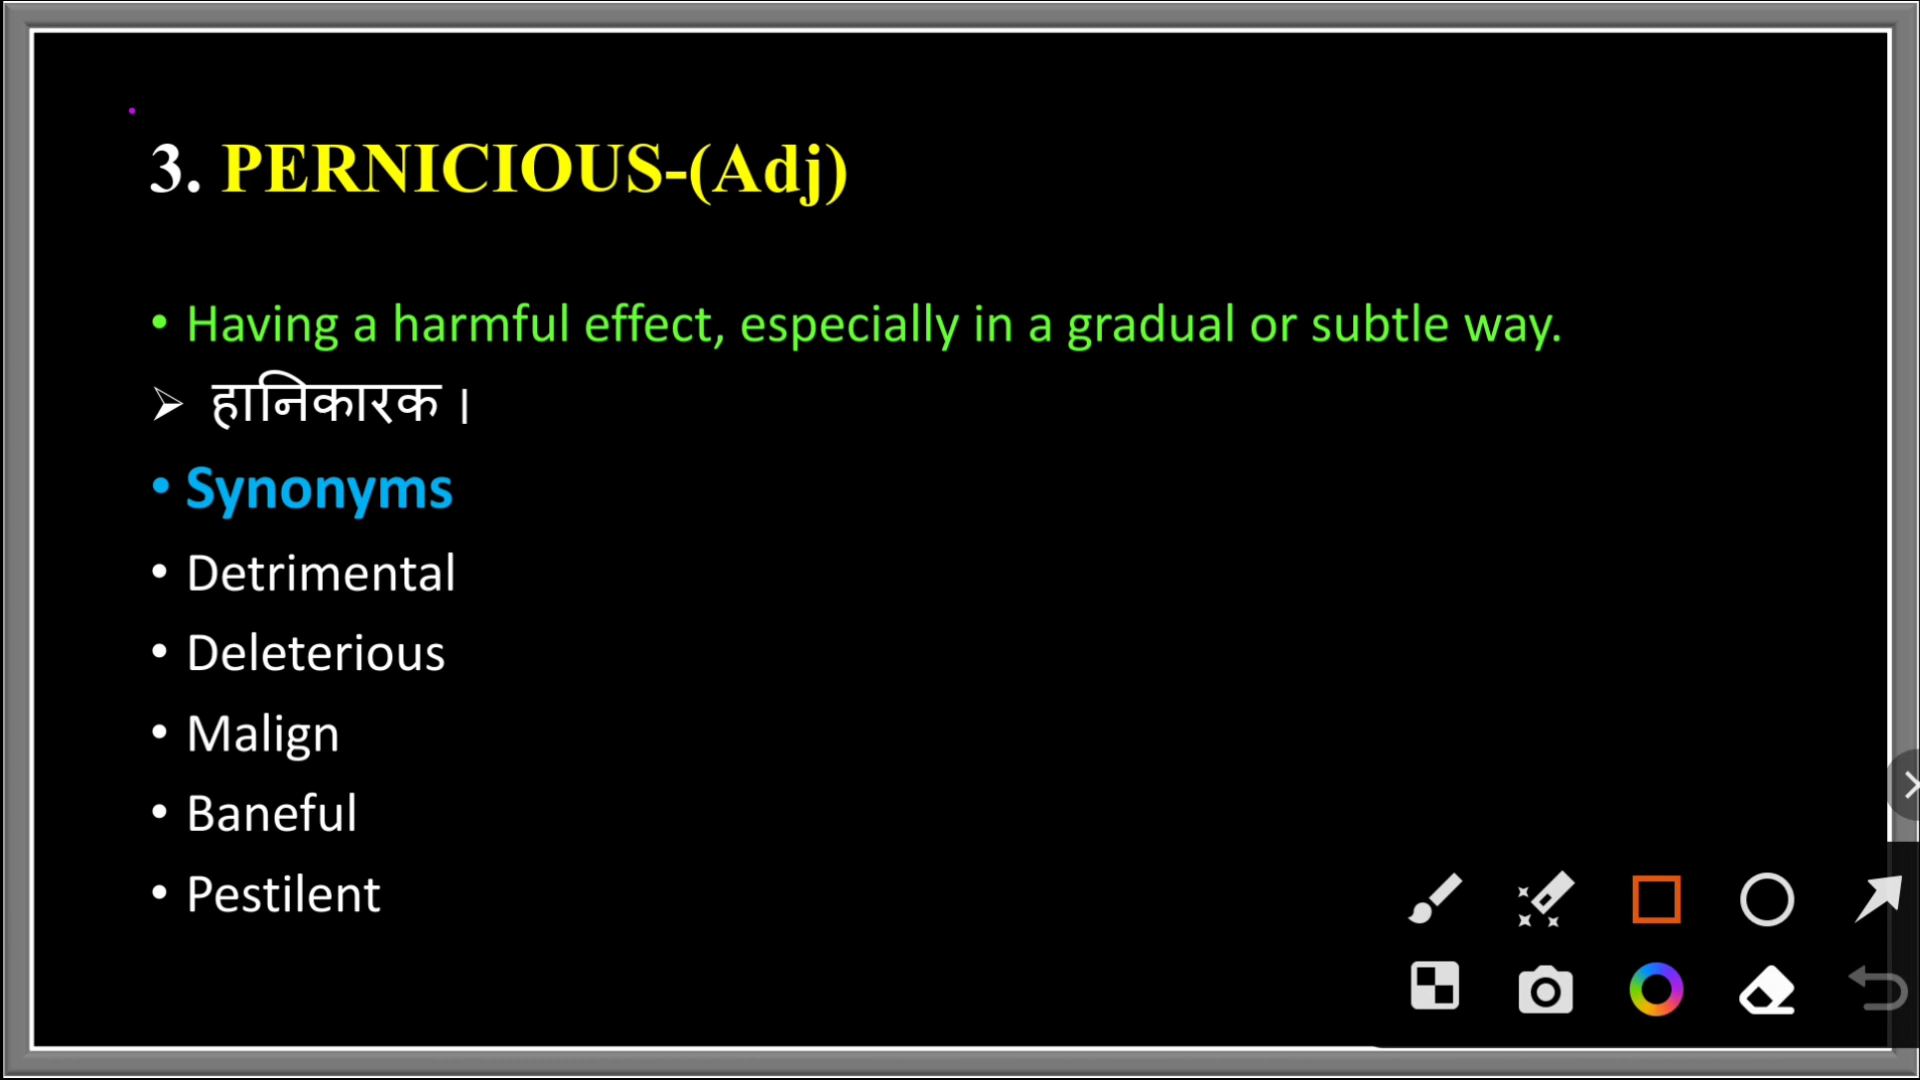 3. PERNICIOUS-(Adj)
• Having a harmful effect, especially in a gradual or subtle way.
➢ हानिकारक ।
• Synonyms
• Detrimental
• Deleterious
• Malign
• Baneful
• Pestilent